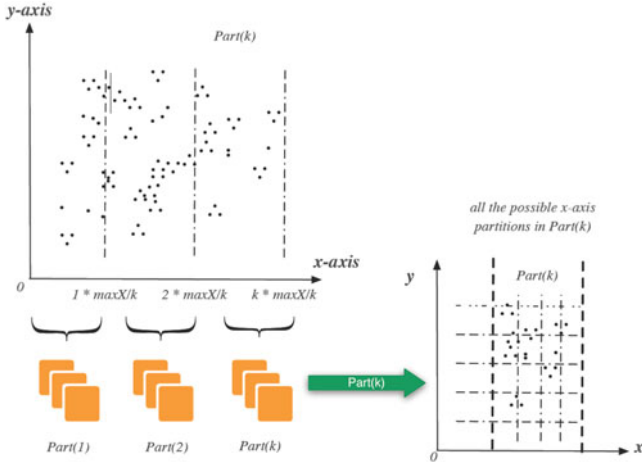 y-axis
Part(k)
0
x-axis
1 * maxX/k
2 * maxX/k
k * maxX/k
Part(1)
Part(2)
Part(k)
Part(k)
all the possible x-axis
partitions in Part(k)
y
Part(k)
0
x